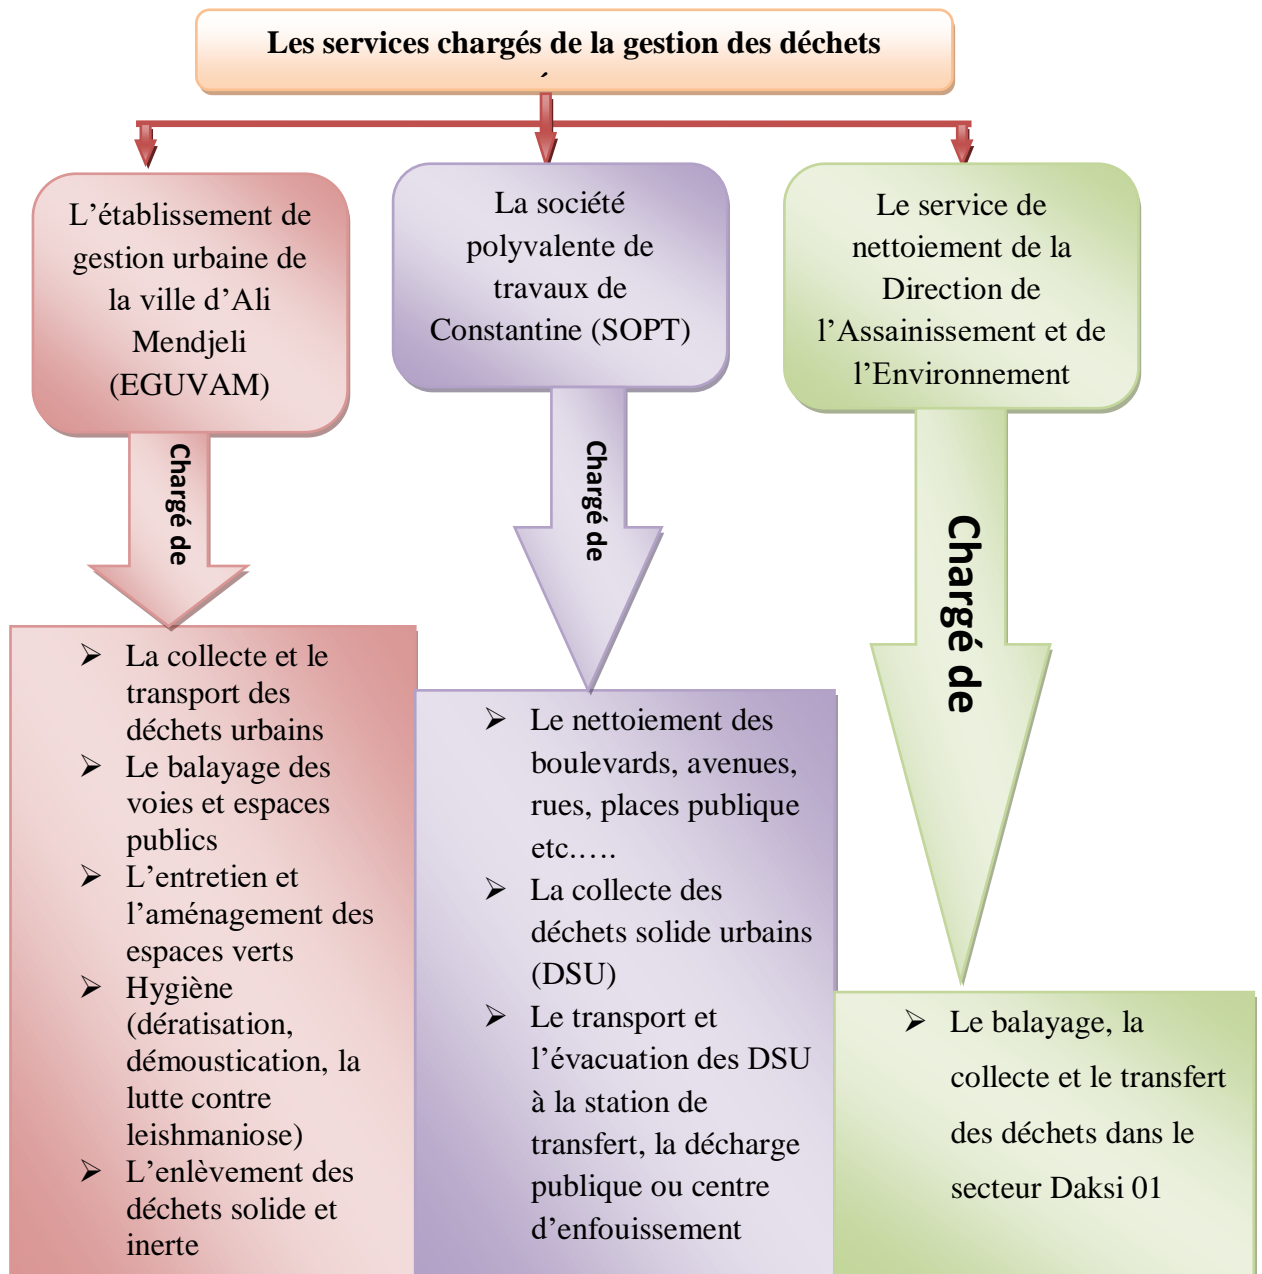 Les services chargés de la gestion des déchets
L’établissement de
gestion urbaine de
la ville d’Ali
Mendjeli
(EGUVAM)
Chargé de
➢ La collecte et le
transport des
déchets urbains
➢ Le balayage des
voies et espaces
publics
➢ L’entretien et
l’aménagement des
espaces verts
➢ Hygiène
(dératisation,
démoustication, la
lutte contre
leishmaniose)
➢ L’enlèvement des
déchets solide et
inerte
La société
polyvalente de
travaux de
Constantine (SOPT)
Chargé de
➢ Le nettoiement des
boulevards, avenues,
rues, places publique
etc.….
➢ La collecte des
déchets solide urbains
(DSU)
➢ Le transport et
l’évacuation des DSU
à la station de
transfert, la décharge
publique ou centre
d’enfouissement
Le service de
nettoiement de la
Direction de
l’Assainissement et de
l’Environnement
Chargé de
➢ Le balayage, la
collecte et le transfert
des déchets dans le
secteur Daksi 01